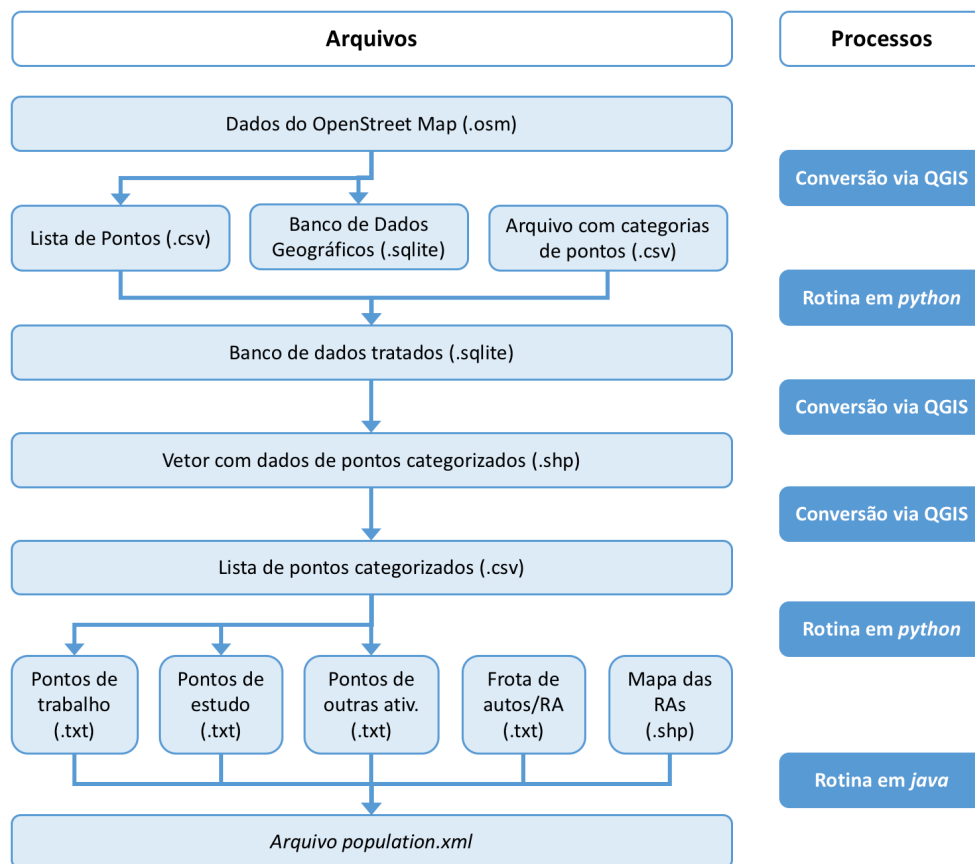 Arquivos
Processos
Dados do OpenStreet Map (.osm)
Conversão via QGIS
Lista de Pontos (.csv)
Banco de Dados
Geográficos (.sqlite)
Arquivo com categorias
de pontos (.csv)
Rotina em python
Banco de dados tratados (.sqlite)
Conversão via QGIS
Vetor com dados de pontos categorizados (.shp)
Conversão via QGIS
Lista de pontos categorizados (.csv)
Rotina em python
Pontos de
trabalho
(.txt)
Pontos de
estudo
(.txt)
Pontos de
outras ativ.
(.txt)
Frota de
autos/RA
(.txt)
Mapa das
RAs
(.shp)
Rotina em java
Arquivo population.xml